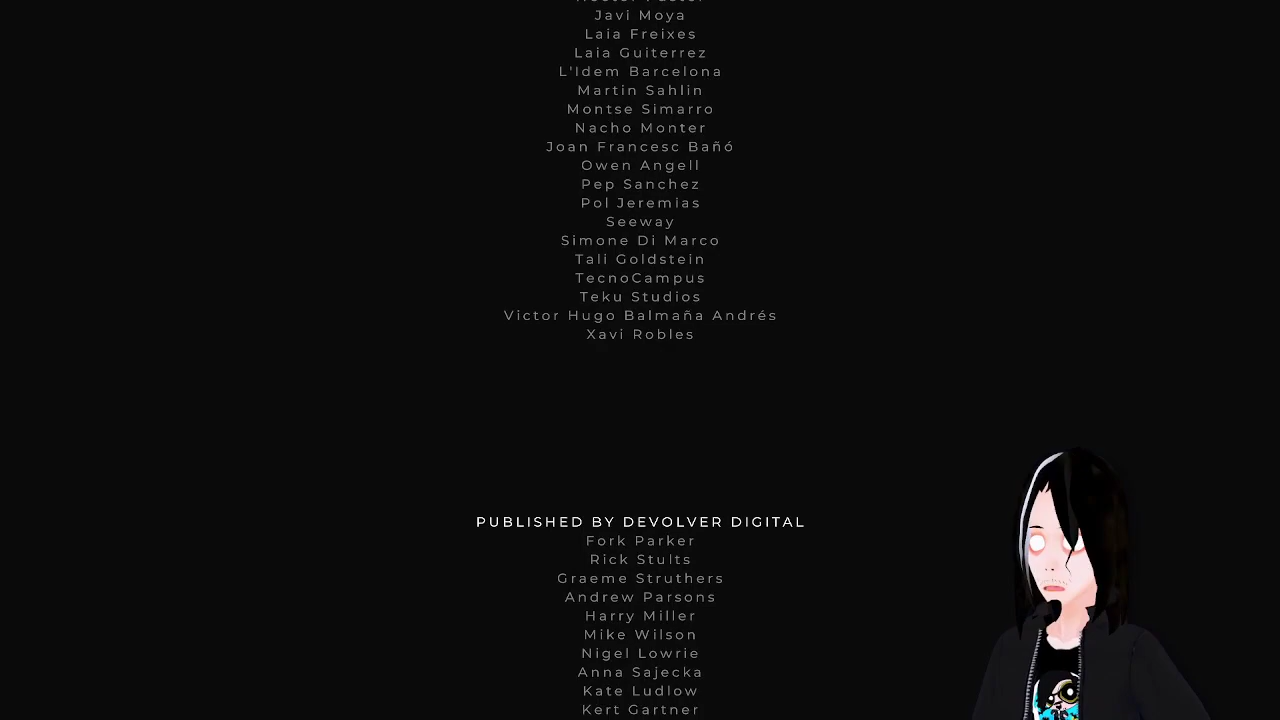 Javi Moya
Laia Freixes
Laia Guiterrez
L'Idem Barcelona
Martin Sahlin
Montse Simarro
Nacho Monter
Joan Francesc Bañó
Owen Angell
Pep Sanchez
Pol Jeremias
Seeway
Simone Di Marco
Tali Goldstein
TecnoCampus
Teku Studios
Victor Hugo Balmaña Andrés
Xavi Robles
PUBLISHED BY DEVOLVER DIGITAL
Fork Parker
Rick Stults
Graeme Struthers
Andrew Parsons
Harry Miller
Mike Wilson
Nigel Lowrie
Anna Sajecka
Kate Ludlow
Kert Gartner